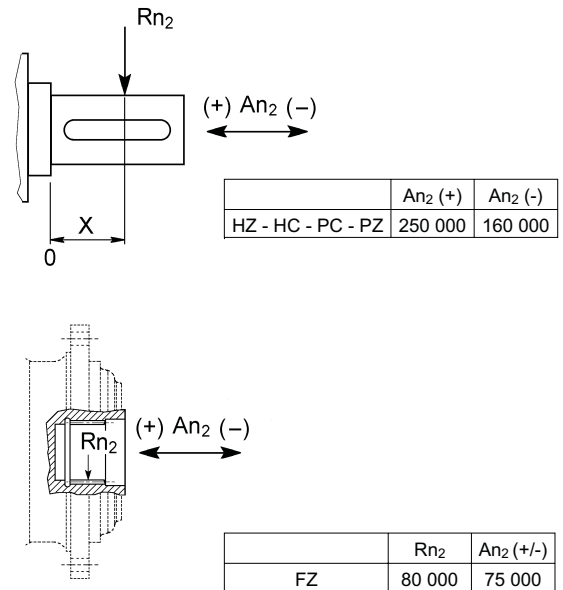 Rn₂
(+) An₂ (−)
X
0
An₂ (+) An₂ (-)
HZ - HC - PC - PZ 250 000 160 000
Rn₂
(+) An₂ (−)
Rn₂ An₂ (+/-)
FZ 80 000 75 000